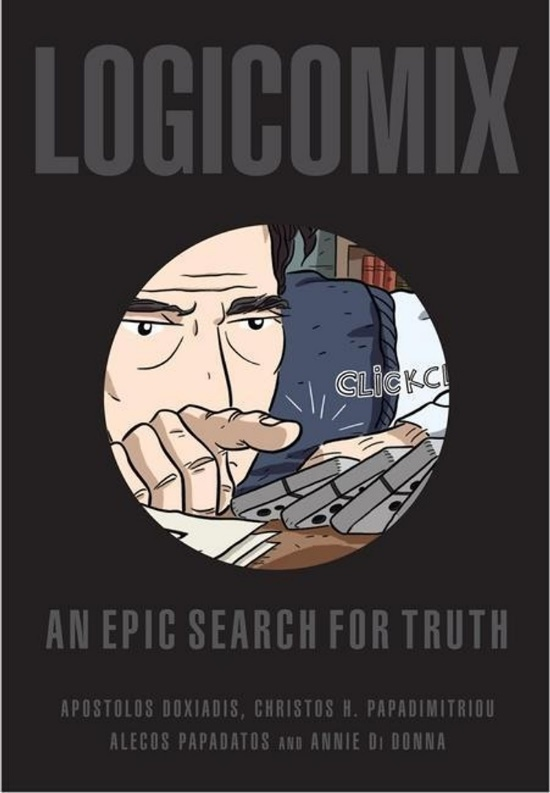 LOGICOMIX
CLICKCL
AN EPIC SEARCH FOR TRUTH
APOSTOLOS DOXIADIS, CHRISTOS H. PAPADIMITRIOU
ALECOS PAPADATOS AND ANNIE DI DONNA